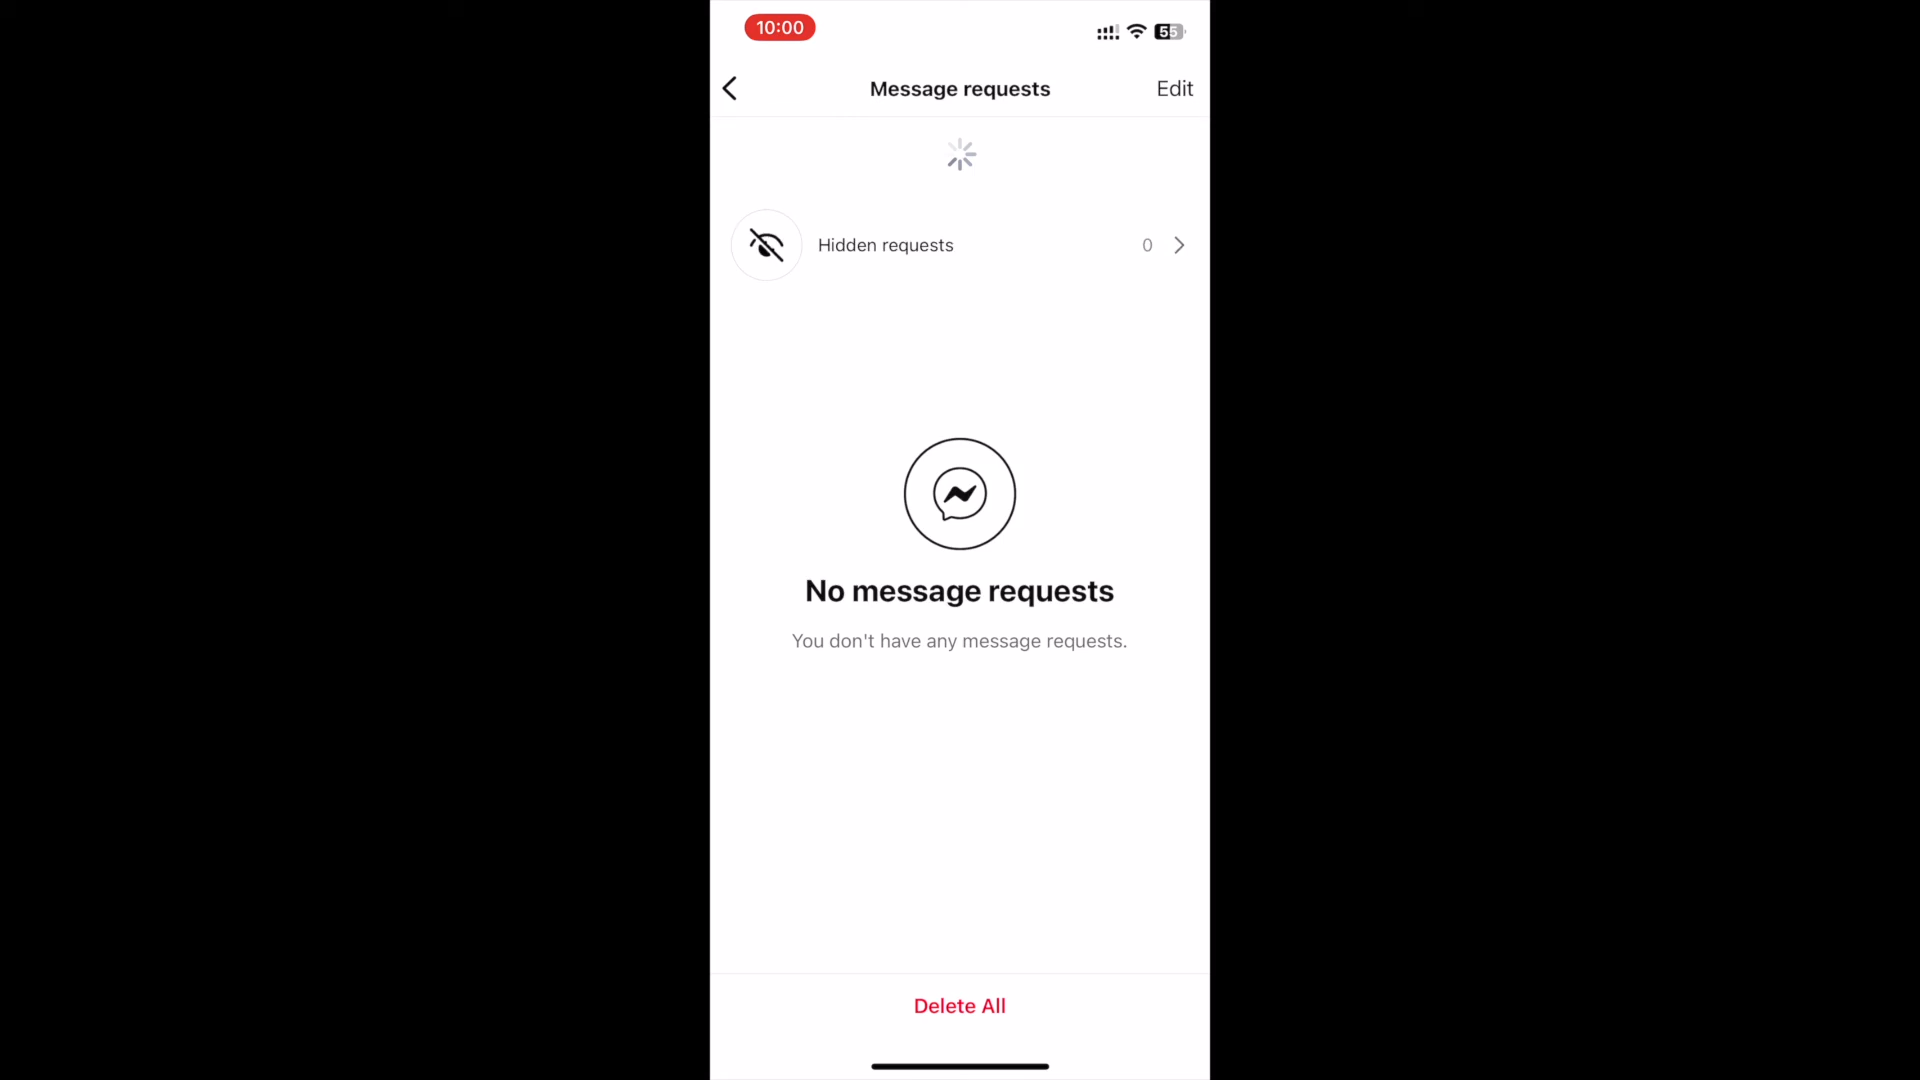 10:00
55
Message requests
Edit
Hidden requests
0
No message requests
You don't have any message requests.
Delete All